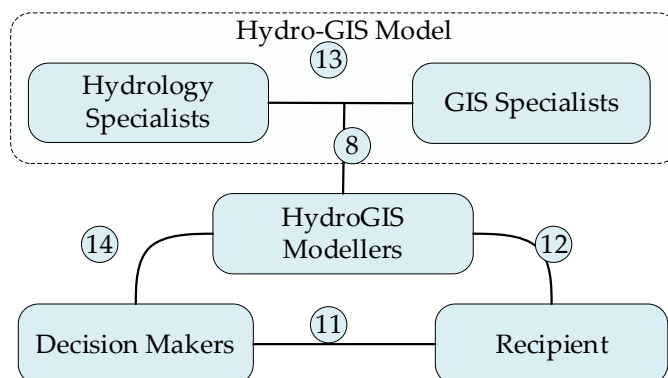 Hydro-GIS Model
13
Hydrology
Specialists
GIS Specialists
8
HydroGIS
Modellers
14
12
11
Decision Makers
Recipient